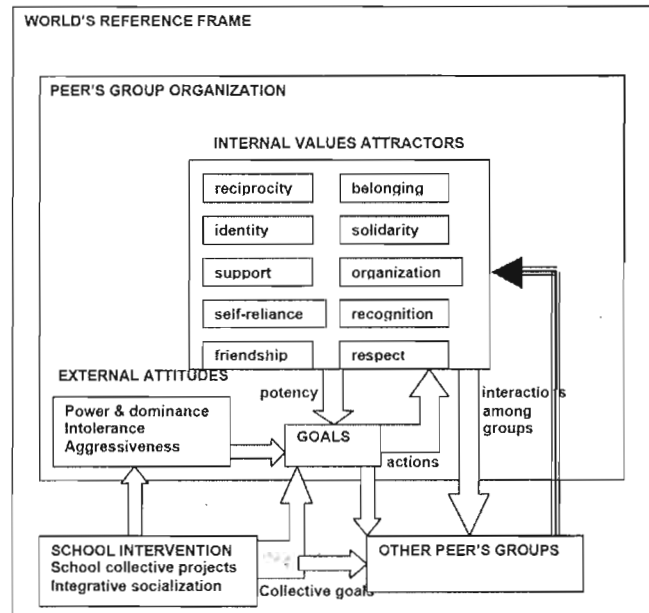 WORLD'S REFERENCE FRAME
PEER'S GROUP ORGANIZATION
INTERNAL VALUES ATTRACTORS
reciprocity
belonging
identity
solidarity
support
organization
self-reliance
recognition
friendship
respect
EXTERNAL ATTITUDES
Power & dominance
Intolerance
Aggressiveness
potency
GOALS
actions
interactions
among
groups
SCHOOL INTERVENTION
School collective projects
Integrative socialization
Collective goals
OTHER PEER'S GROUPS